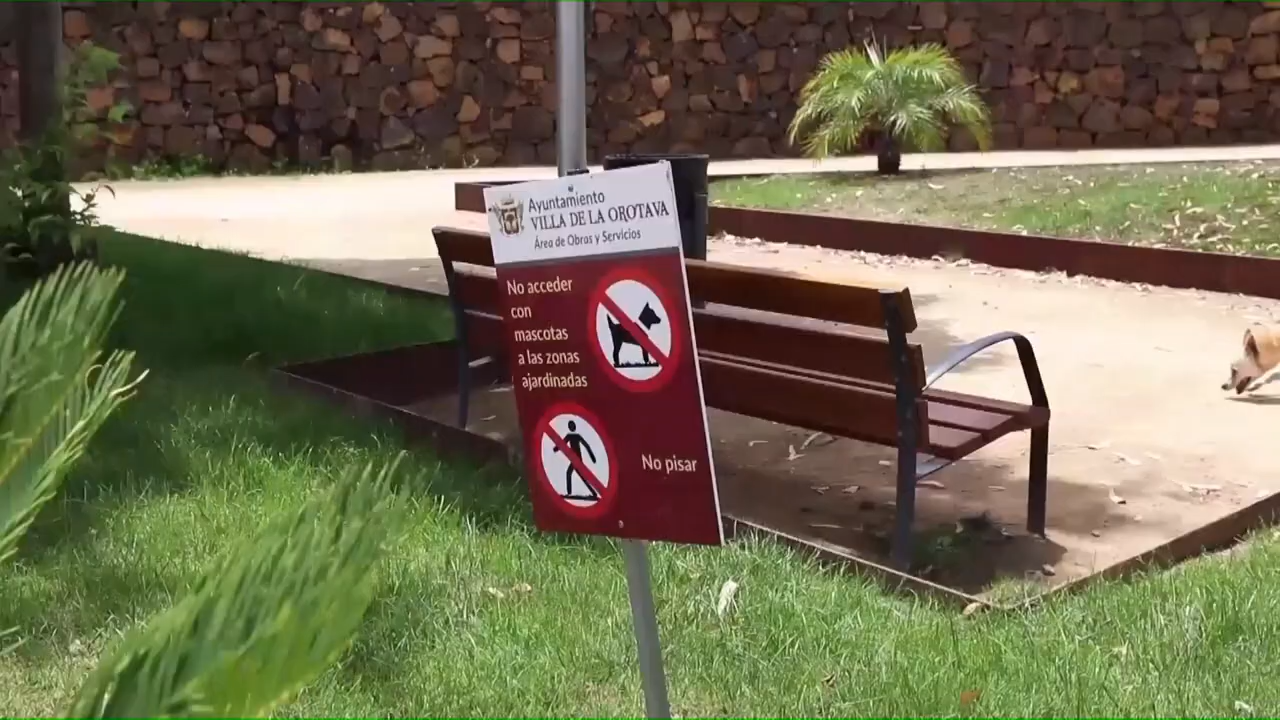 Ayuntamiento
VILLA DE LA OROTAVA
Área de Obras y Servicios
No acceder
con
mascotas
a las zonas
ajardinadas
No pisar